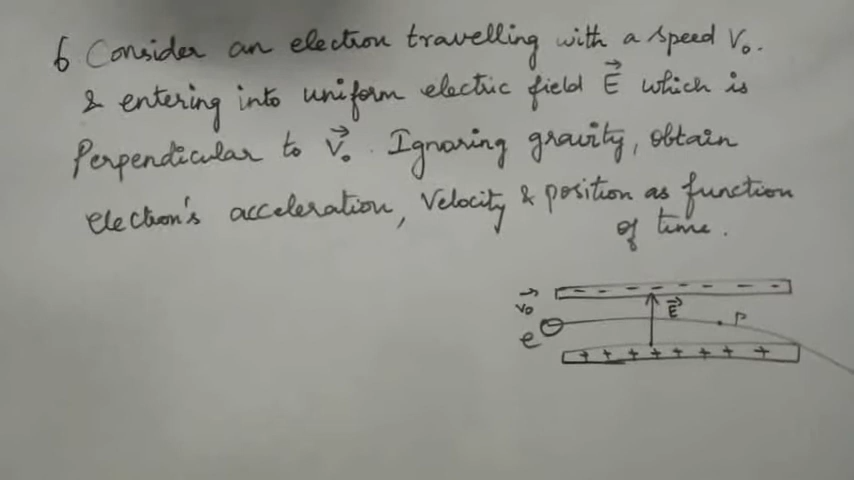 6 Consider an election travelling with a speed V₀.
& entering into uniform electric field E⃗ which is
Perpendicular to V⃗₀. Ignoring gravity, obtain
election's acceleration, Velocity & position as function
of time.
- - - - - - - -
V⃗₀
E⃗
P
e
+ + + + + + + +